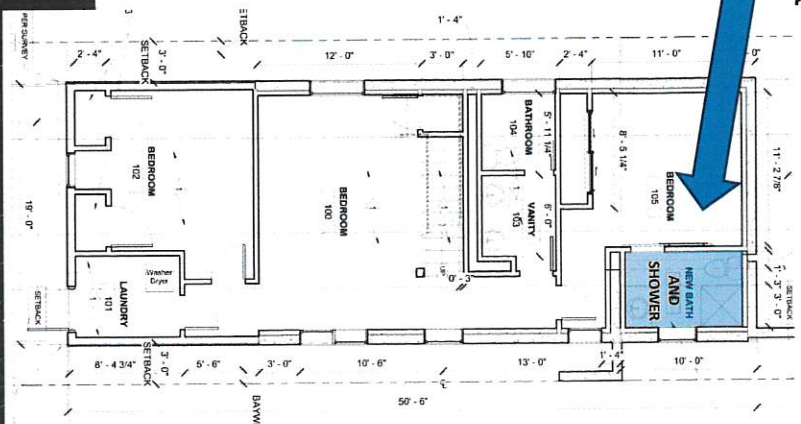 PER SURVEY
3
ETBACK
1' - 4"
2' - 4"
SETBACK
3' - 0"
12' - 0"
3' - 0"
5' - 10"
2' - 4"
11' - 0"
- 0"
BEDROOM
102
BEDROOM
100
BATHROOM
104
5' - 11 1/4"
8' - 5 1/4"
VANITY
103
6' - 0"
BEDROOM
105
11' - 2 7/8"
19' - 0"
UP
0' - 3"
Washer
Dryer
LAUNDRY
101
NEW BATH
AND
SHOWER
1' - 3"
3' 0"
SETBACK
SETBACK
8' - 4 3/4"
SETBACK
3' - 0"
5' - 6"
3' - 0"
10' - 6"
13' - 0"
1' - 4"
10' - 0"
BAYW
50' - 6"